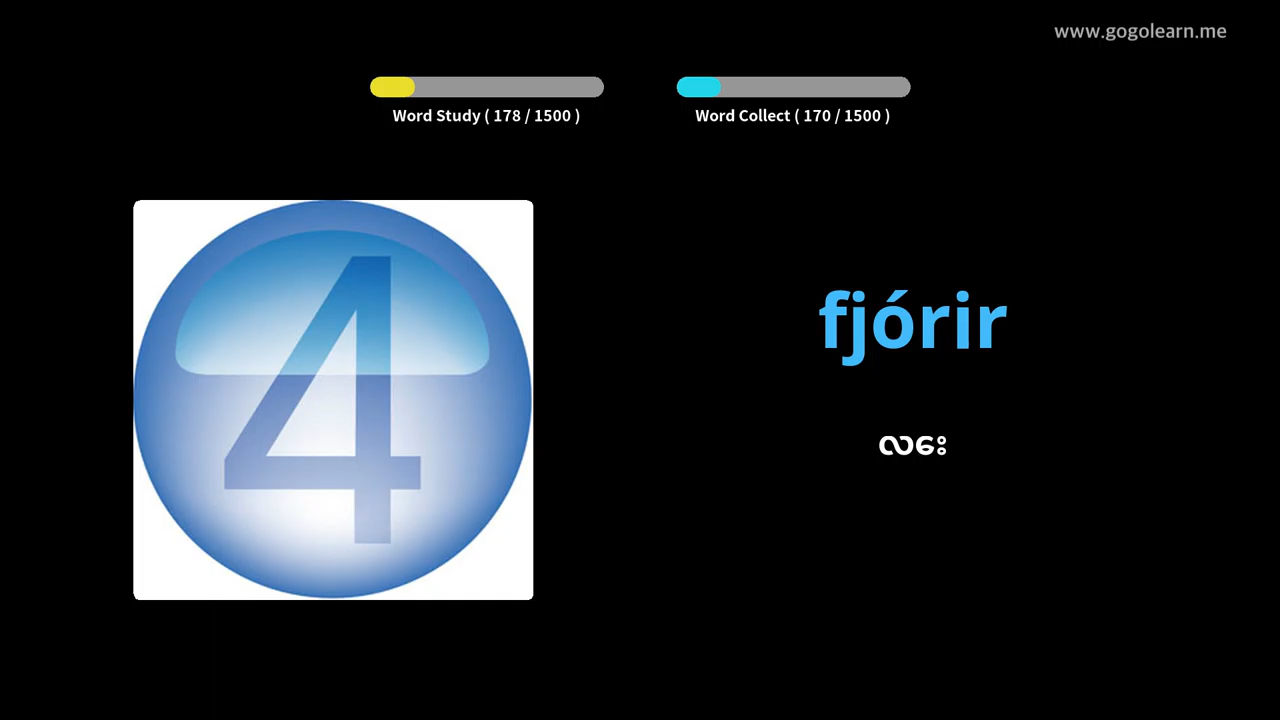 www.gogolearn.me
Word Study ( 178 / 1500 )
Word Collect ( 170 / 1500 )
4
fjórir
လေး